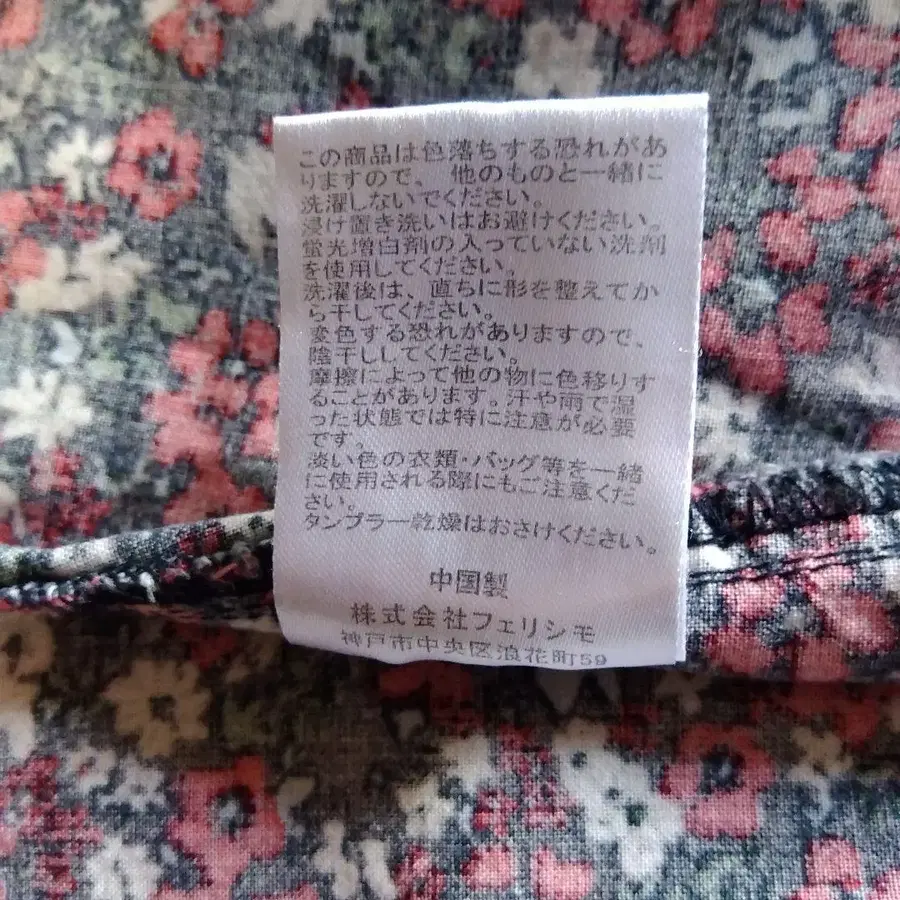 この商品は色落ちする恐れがあ
りますので、他のものと一緒に
洗濯しないでください。
浸け置き洗いはお避けください。
蛍光増白剤の入っていない洗剤
を使用してください。
洗濯後は、直ちに形を整えてか
ら干してください。
変色する恐れがありますので、
陰干ししてください。
摩擦によって他の物に色移りす
ることがあります。汗や雨で湿
った状態では特に注意が必要
です。
淡い色の衣類・バッグ等を一緒
に使用される際にもご注意くだ
さい。
タンブラー乾燥はおさけください。
中国製
株式会社フェリシモ
神戸市中央区浪花町59